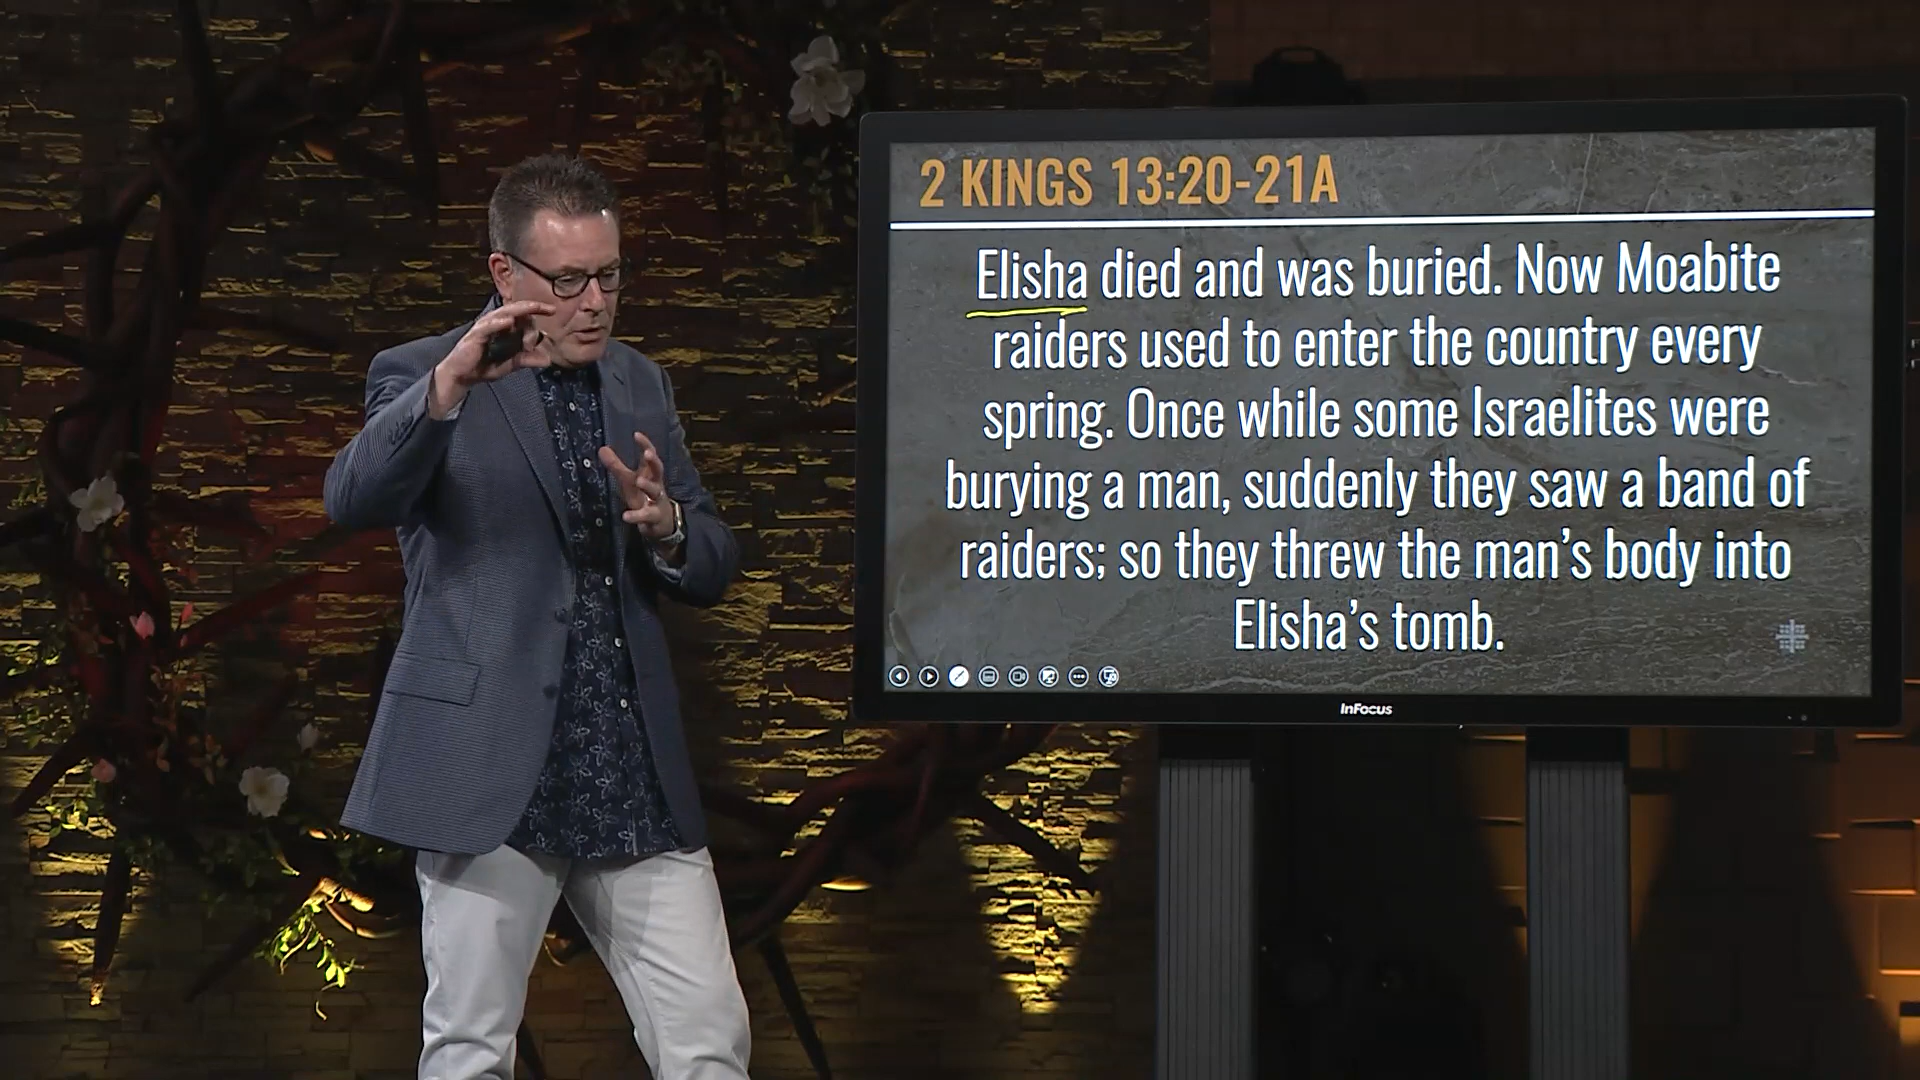 2 KINGS 13:20-21A
Elisha died and was buried. Now Moabite
raiders used to enter the country every
spring. Once while some Israelites were
burying a man, suddenly they saw a band of
raiders; so they threw the man’s body into
Elisha’s tomb.
InFocus